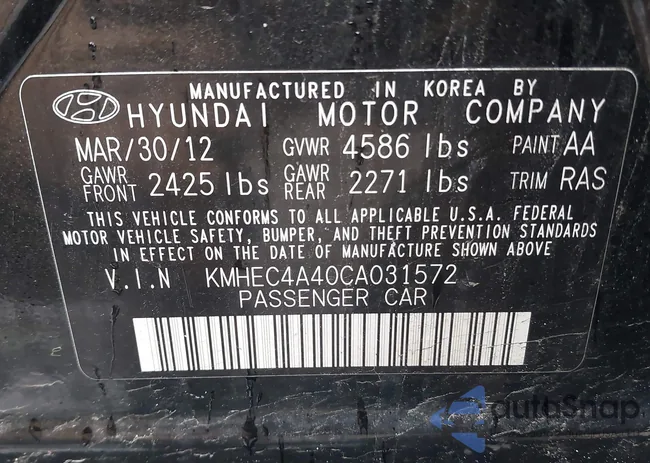 MANUFACTURED IN KOREA BY
HYUNDAI MOTOR COMPANY
MAR/30/12 GVWR 4586 lbs PAINT AA
GAWR FRONT 2425 lbs GAWR REAR 2271 lbs TRIM RAS
THIS VEHICLE CONFORMS TO ALL APPLICABLE U.S.A. FEDERAL
MOTOR VEHICLE SAFETY, BUMPER, AND THEFT PREVENTION STANDARDS
IN EFFECT ON THE DATE OF MANUFACTURE SHOWN ABOVE
V.I.N KMHEC4A40CA031572
PASSENGER CAR
autoSnap